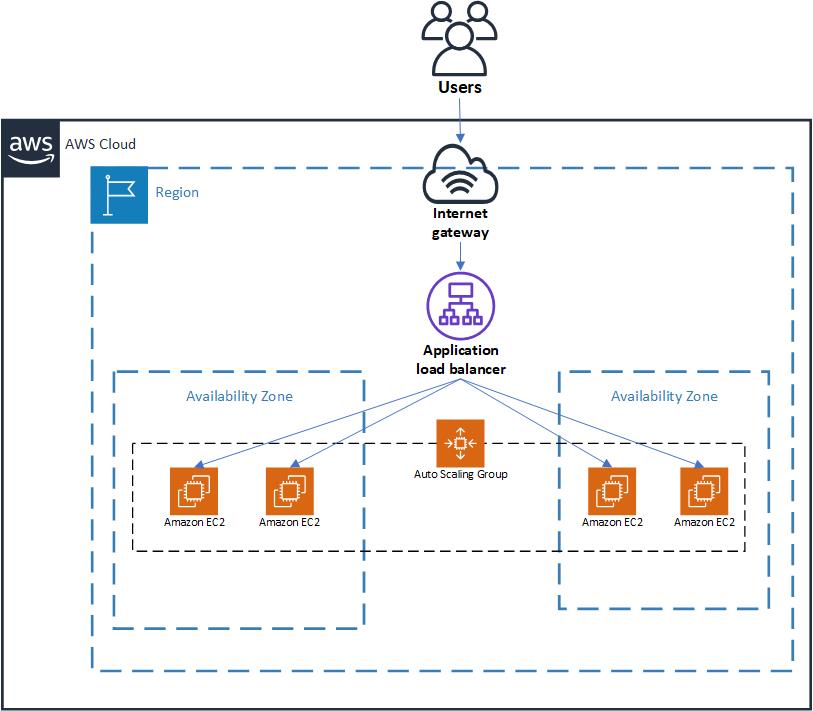 Users
aws
AWS Cloud
Region
Internet
gateway
Application
load balancer
Availability Zone
Availability Zone
Auto Scaling Group
Amazon EC2
Amazon EC2
Amazon EC2
Amazon EC2